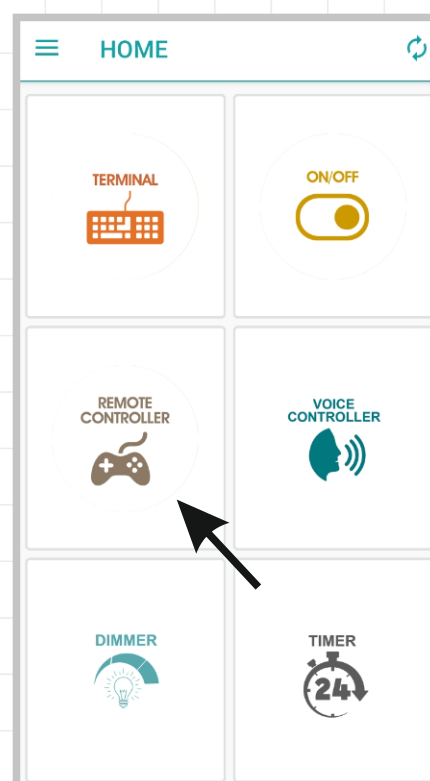 HOME
TERMINAL
ON/OFF
REMOTE
CONTROLLER
VOICE
CONTROLLER
DIMMER
TIMER
24